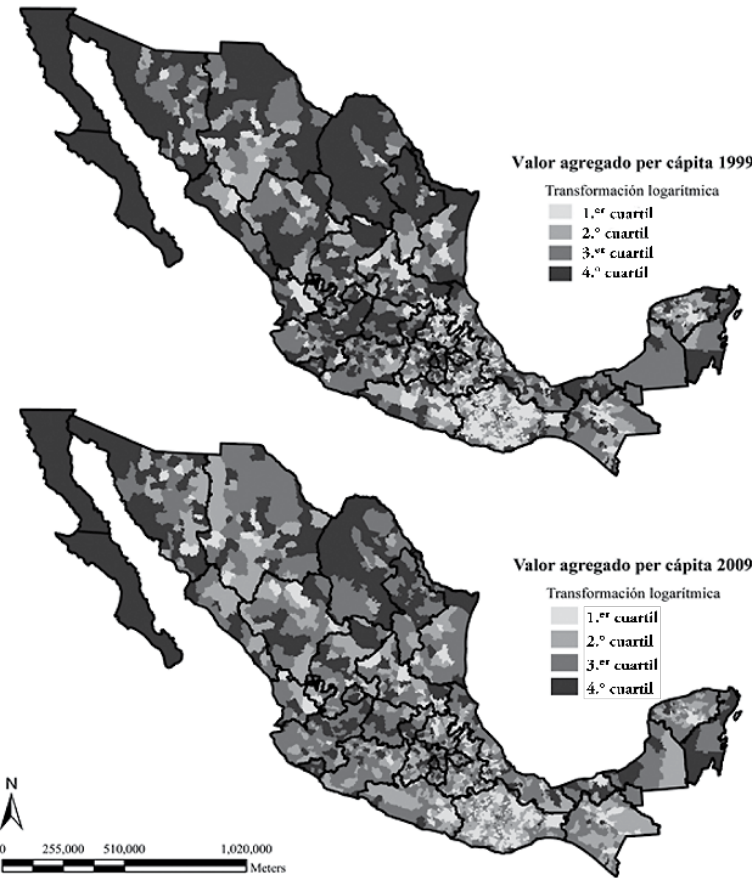 Valor agregado per cápita 1999
Transformación logarítmica
1.er cuartil
2.° cuartil
3.er cuartil
4.° cuartil
Valor agregado per cápita 2009
Transformación logarítmica
1.er cuartil
2.° cuartil
3.er cuartil
4.° cuartil
N
0 255,000 510,000 1,020,000
Meters